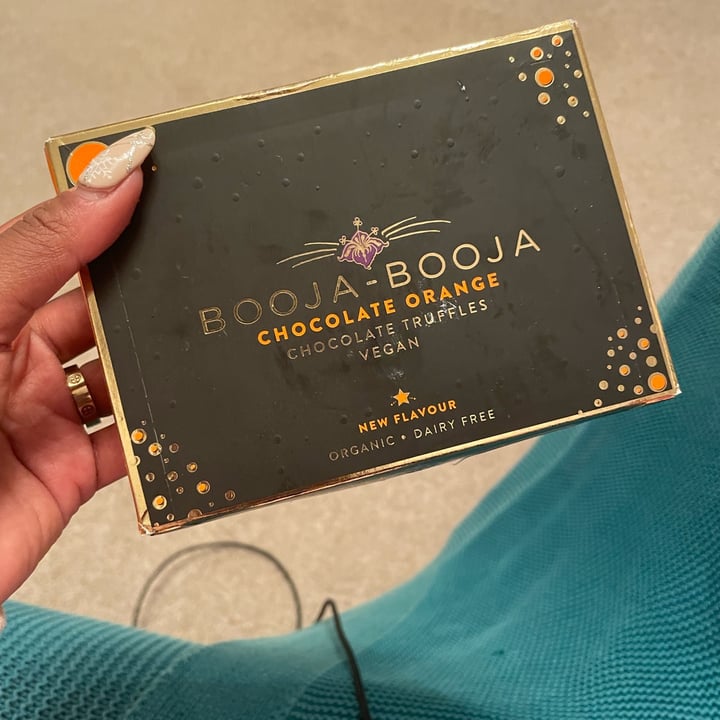 BOOJA-BOOJA
CHOCOLATE ORANGE
CHOCOLATE TRUFFLES
VEGAN
NEW FLAVOUR
ORGANIC • DAIRY FREE